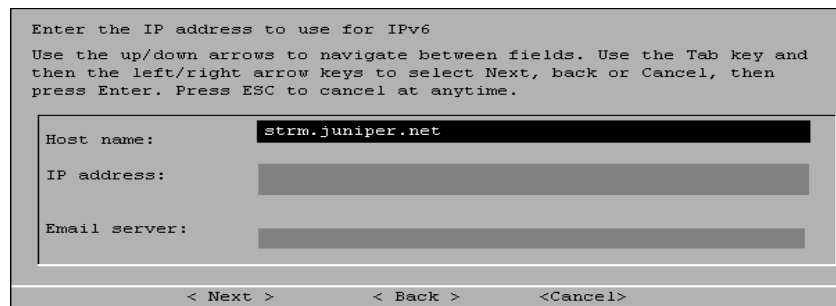 Enter the IP address to use for IPv6
Use the up/down arrows to navigate between fields. Use the Tab key and
then the left/right arrow keys to select Next, back or Cancel, then
press Enter. Press ESC to cancel at anytime.
Host name: strm.juniper.net
IP address:
Email server:
< Next > < Back > <Cancel>